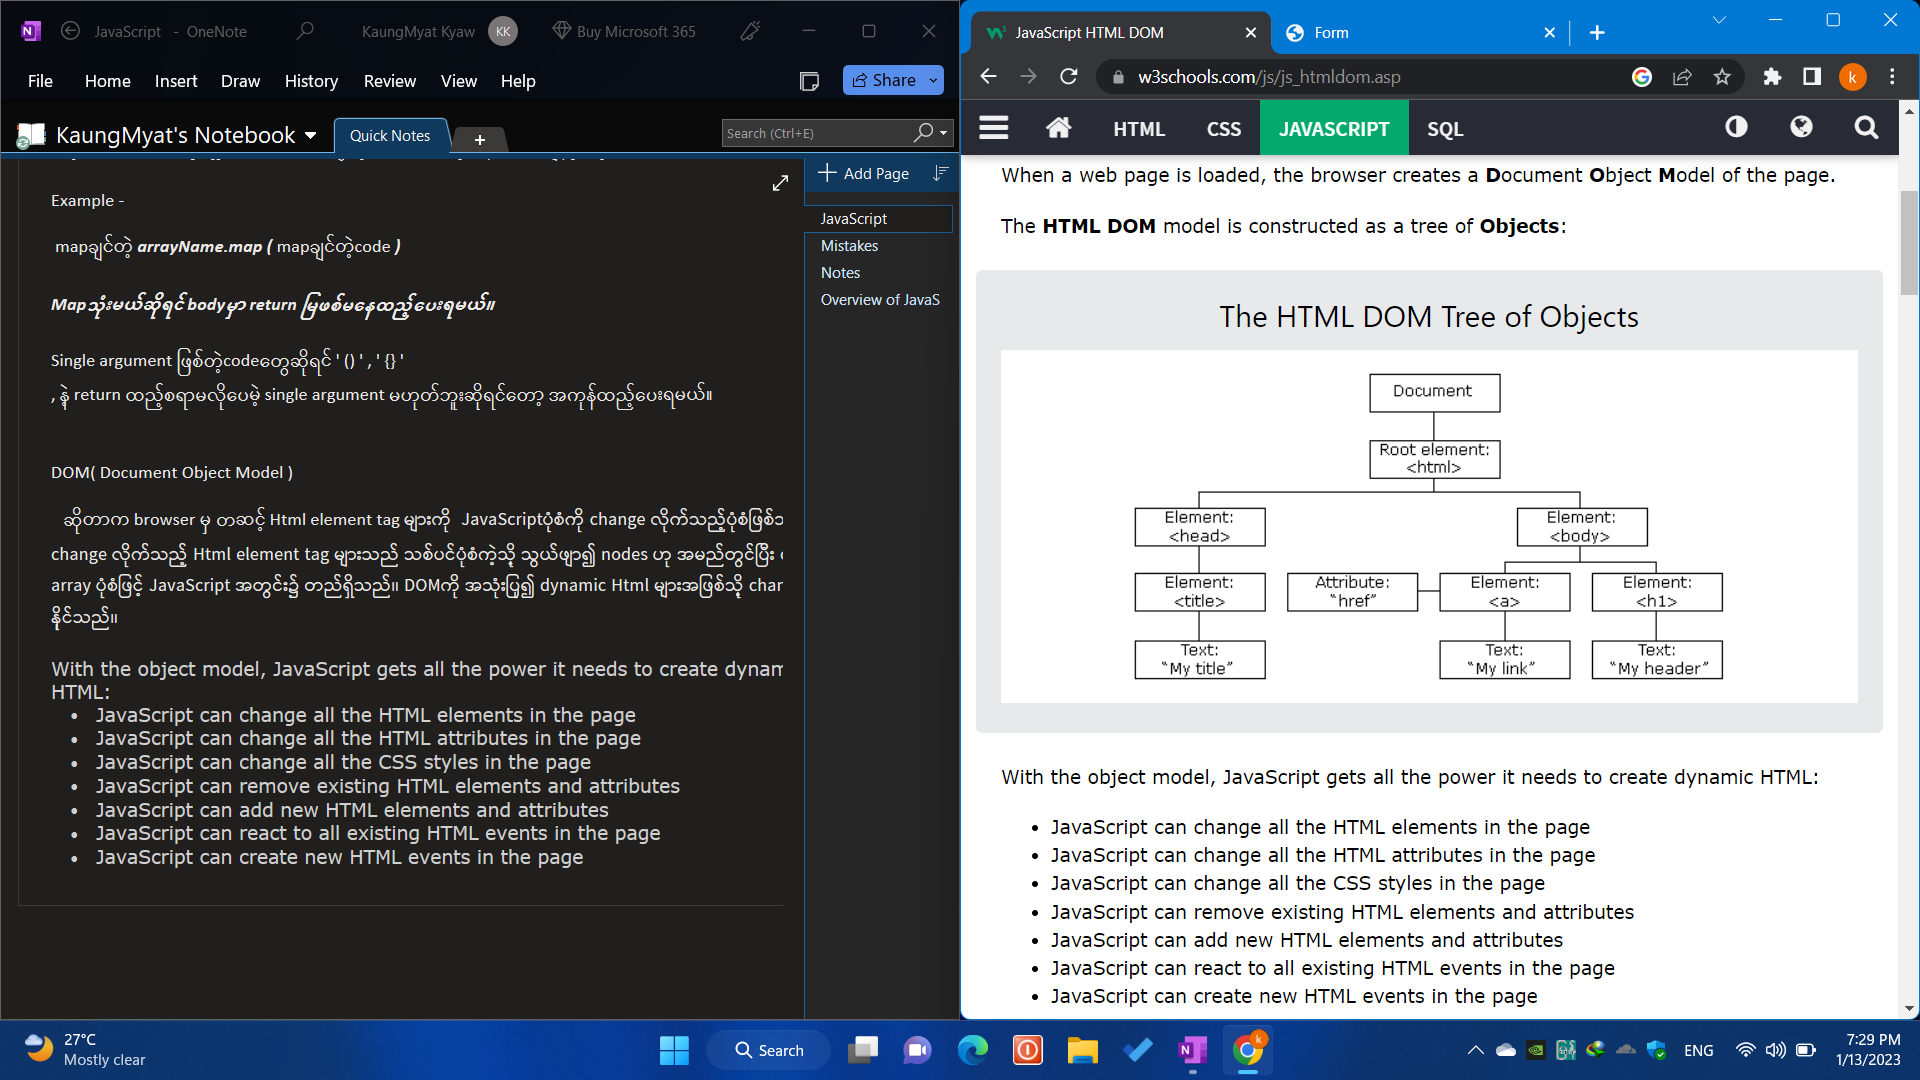 JavaScript - OneNote
KaungMyat Kyaw
KK
Buy Microsoft 365
File Home Insert Draw History Review View Help
Share
KaungMyat's Notebook
Quick Notes
+
Search (Ctrl+E)
Add Page
JavaScript
Mistakes
Notes
Overview of JavaS
Example -
mapချင်တဲ့ arrayName.map ( mapချင်တဲ့code )
Mapသုံးမယ်ဆိုရင် bodyမှာ return မြဖစ်မနေထည့်ပေးရမယ်။
Single argument ဖြစ်တဲ့codeတွေဆိုရင် ' () ' , ' {} '
, နဲ့ return ထည့်စရာမလိုပေမဲ့ single argument မဟုတ်ဘူးဆိုရင်တော့ အကုန်ထည့်ပေးရမယ်။
DOM( Document Object Model )
ဆိုတာက browser မှ တဆင့် Html element tag များကို JavaScriptပုံစံကို change လိုက်သည့်ပုံစံဖြစ်
change လိုက်သည့် Html element tag များသည် သစ်ပင်ပုံစံကဲ့သို့ သွယ်ဖျာ၍ nodes ဟု အမည်တွင်ပြီး
array ပုံစံဖြင့် JavaScript အတွင်း၌ တည်ရှိသည်။ DOMကို အသုံးပြု၍ dynamic Html များအဖြစ်သို့ chan
နိုင်သည်။
With the object model, JavaScript gets all the power it needs to create dynam
HTML:
• JavaScript can change all the HTML elements in the page
• JavaScript can change all the HTML attributes in the page
• JavaScript can change all the CSS styles in the page
• JavaScript can remove existing HTML elements and attributes
• JavaScript can add new HTML elements and attributes
• JavaScript can react to all existing HTML events in the page
• JavaScript can create new HTML events in the page
JavaScript HTML DOM
Form
w3schools.com/js/js_htmldom.asp
k
HTML CSS JAVASCRIPT SQL
When a web page is loaded, the browser creates a Document Object Model of the page.
The HTML DOM model is constructed as a tree of Objects:
The HTML DOM Tree of Objects
Document
Root element:
<html>
Element:
<head>
Element:
<body>
Element:
<title>
Attribute:
"href"
Element:
<a>
Element:
<h1>
Text:
"My title"
Text:
"My link"
Text:
"My header"
With the object model, JavaScript gets all the power it needs to create dynamic HTML:
• JavaScript can change all the HTML elements in the page
• JavaScript can change all the HTML attributes in the page
• JavaScript can change all the CSS styles in the page
• JavaScript can remove existing HTML elements and attributes
• JavaScript can add new HTML elements and attributes
• JavaScript can react to all existing HTML events in the page
• JavaScript can create new HTML events in the page
27°C
Mostly clear
Search
ENG
7:29 PM
1/13/2023